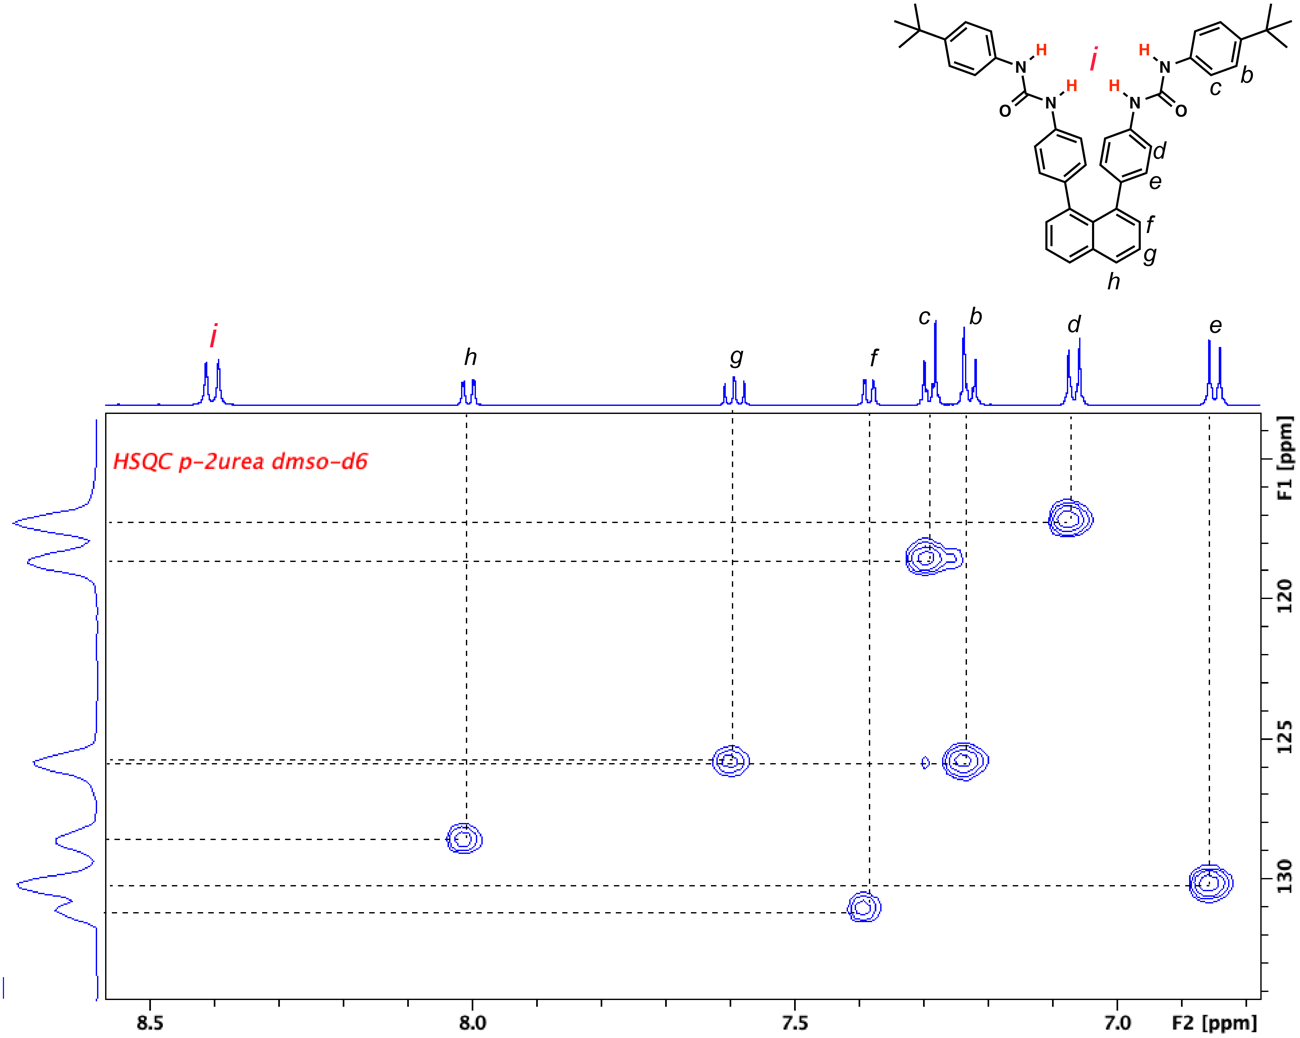 H
N
H
N
O
i
H
N
H
N
O
c
b
d
e
f
g
h
i
h
g
f
c
b
d
e
HSQC p-2urea dmso-d6
F1 [ppm]
120
125
130
8.5 8.0 7.5 7.0 F2 [ppm]